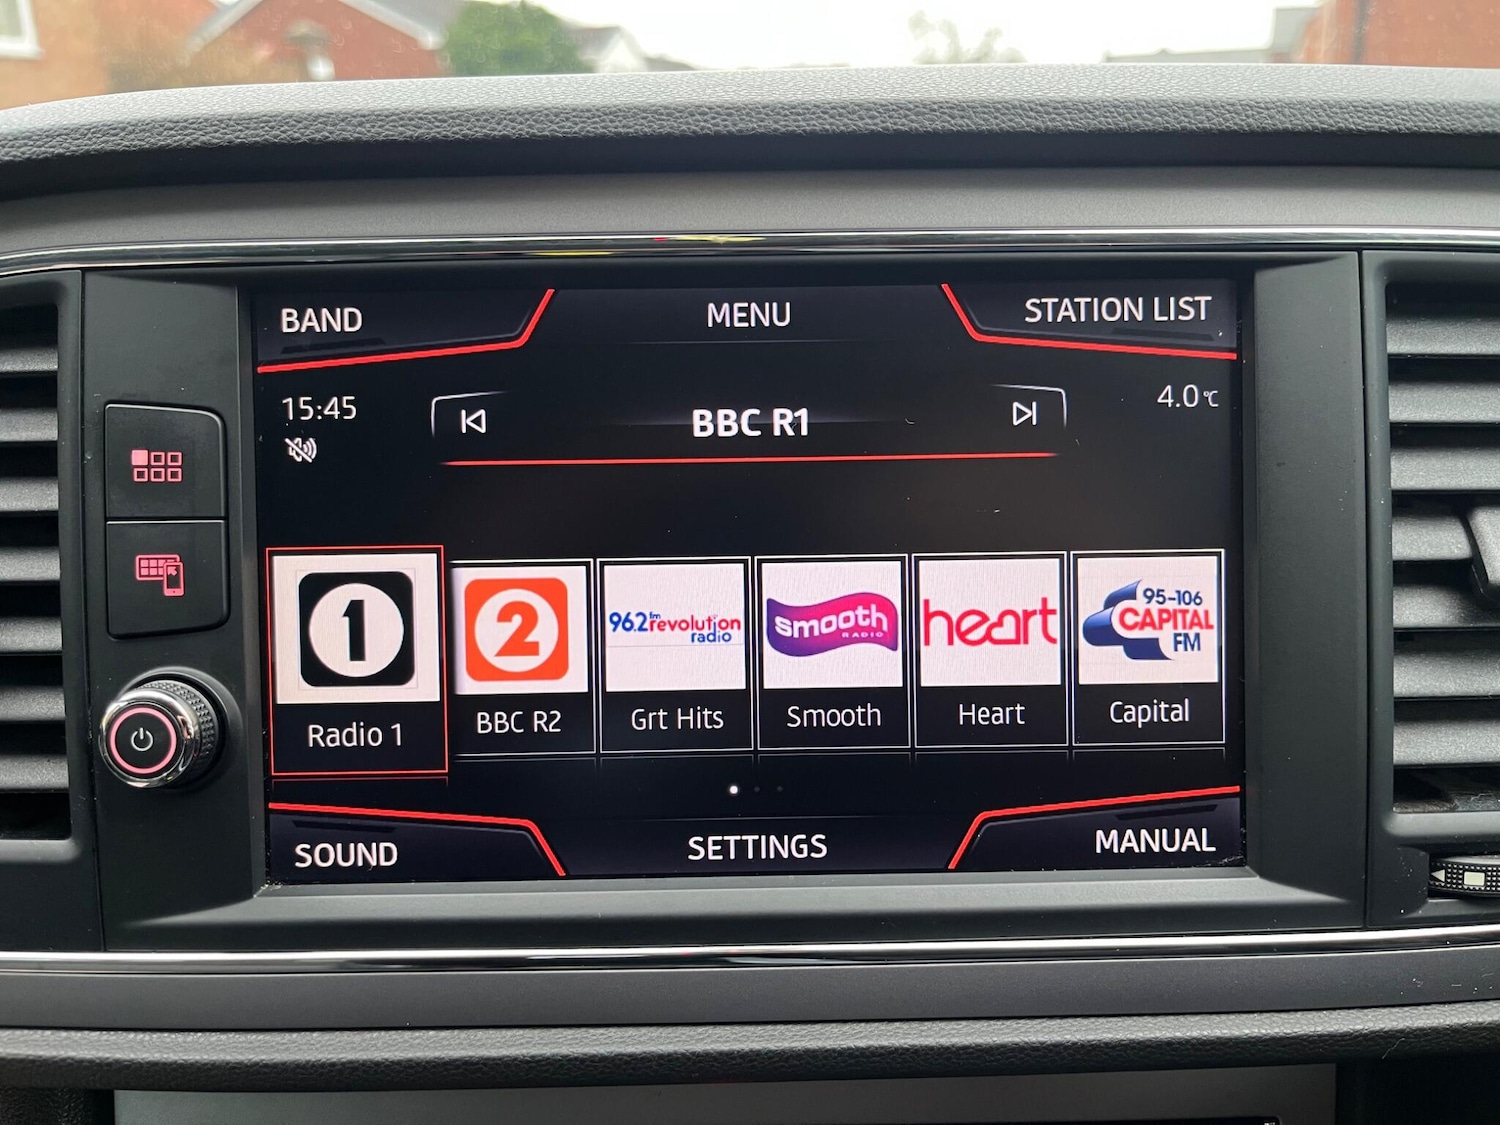 BAND
MENU
STATION LIST
15:45
BBC R1
4.0°C
1
2
96.2fm revolution
radio
smooth
RADIO
heart
95-106
CAPITAL
FM
Radio 1
BBC R2
Grt Hits
Smooth
Heart
Capital
SOUND
SETTINGS
MANUAL